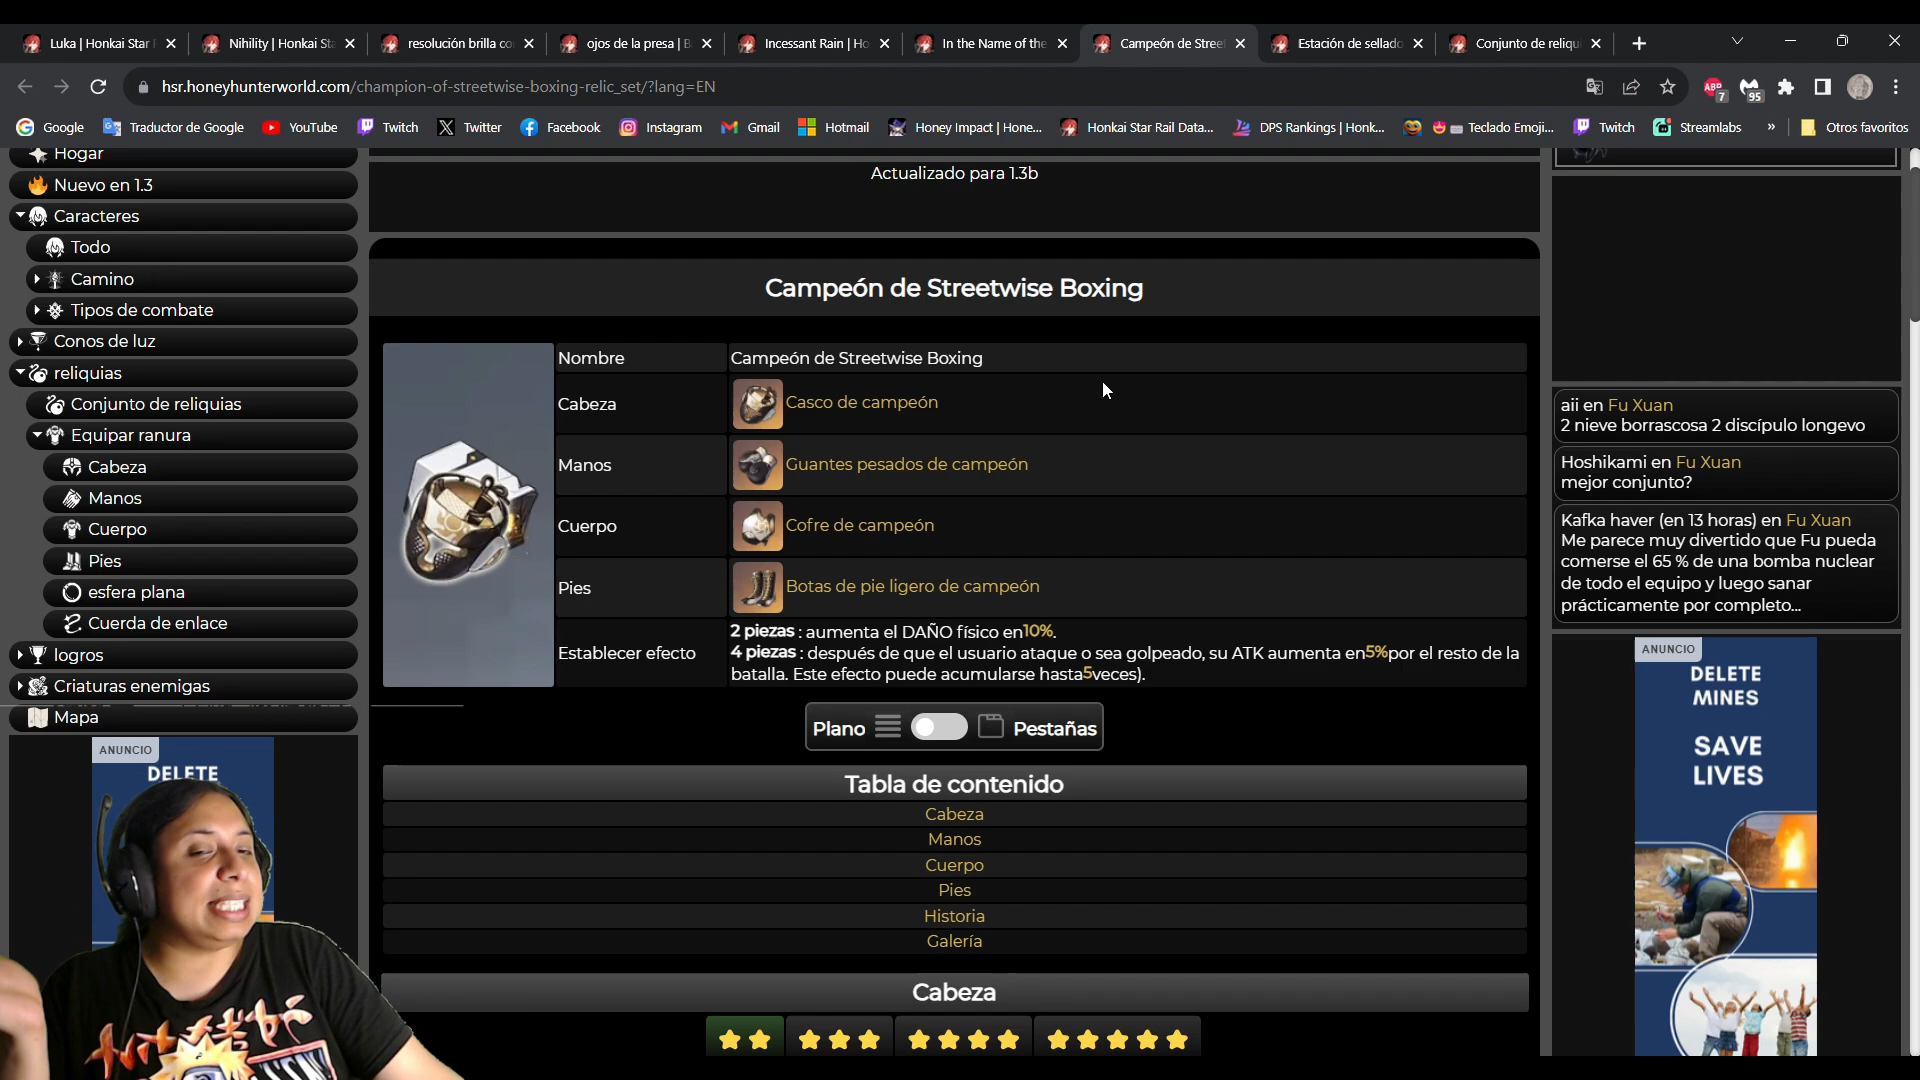 Luka | Honkai Star
Nihility | Honkai Sta
resolución brilla co
ojos de la presa | B
Incessant Rain | Ho
In the Name of the
Campeón de Street
Estación de sellado
Conjunto de reliqu
hsr.honeyhunterworld.com/champion-of-streetwise-boxing-relic_set/?lang=EN
ABP
7
95
Google
Traductor de Google
YouTube
Twitch
Twitter
Facebook
Instagram
Gmail
Hotmail
Honey Impact | Hone...
Honkai Star Rail Data...
DPS Rankings | Honk...
Teclado Emoji...
Twitch
Streamlabs
»
Otros favoritos
Hogar
Nuevo en 1.3
Caracteres
Todo
Camino
Tipos de combate
Conos de luz
reliquias
Conjunto de reliquias
Equipar ranura
Cabeza
Manos
Cuerpo
Pies
esfera plana
Cuerda de enlace
logros
Criaturas enemigas
Mapa
ANUNCIO
DELETE
Actualizado para 1.3b
Campeón de Streetwise Boxing
Nombre
Campeón de Streetwise Boxing
Cabeza
Casco de campeón
Manos
Guantes pesados de campeón
Cuerpo
Cofre de campeón
Pies
Botas de pie ligero de campeón
Establecer efecto
2 piezas : aumenta el DAÑO físico en10%.
4 piezas : después de que el usuario ataque o sea golpeado, su ATK aumenta en5%por el resto de la
batalla. Este efecto puede acumularse hasta5veces).
Plano
Pestañas
Tabla de contenido
Cabeza
Manos
Cuerpo
Pies
Historia
Galería
Cabeza
aii en Fu Xuan
2 nieve borrascosa 2 discípulo longevo
Hoshikami en Fu Xuan
mejor conjunto?
Kafka haver (en 13 horas) en Fu Xuan
Me parece muy divertido que Fu pueda
comerse el 65 % de una bomba nuclear
de todo el equipo y luego sanar
prácticamente por completo...
ANUNCIO
DELETE
MINES
SAVE
LIVES